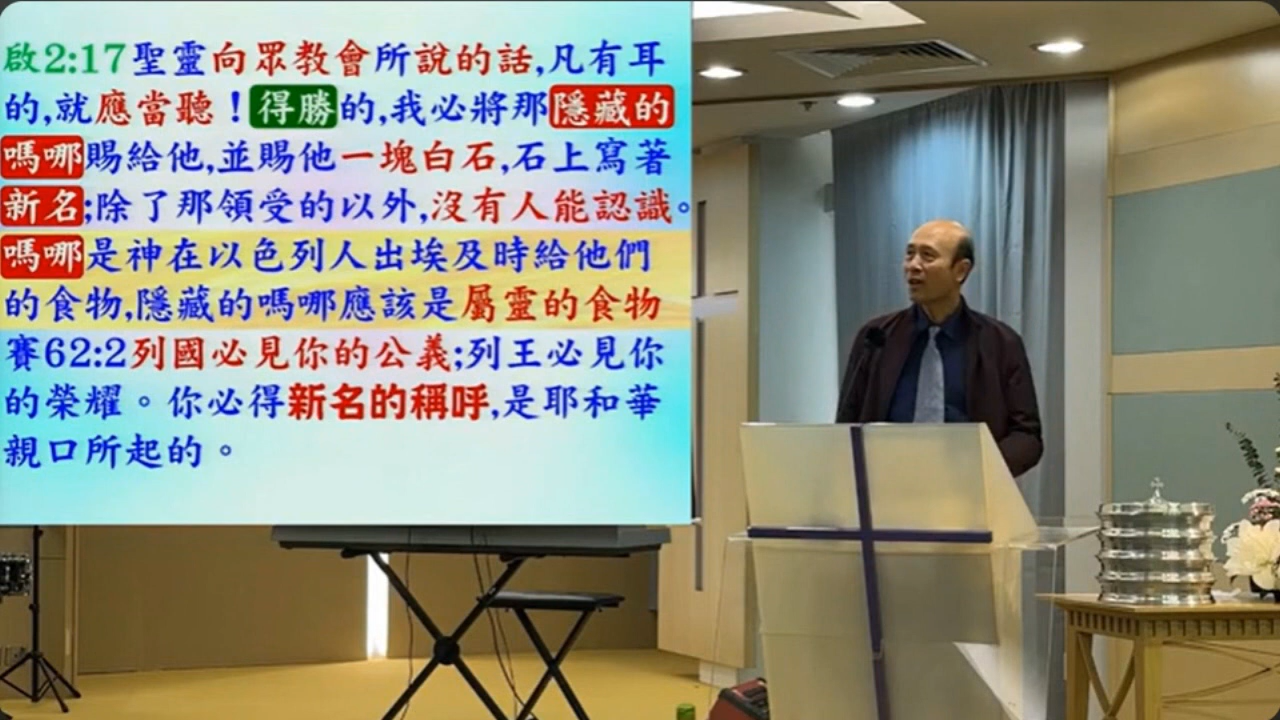 啟2:17聖靈向眾教會所說的話,凡有耳
的,就應當聽！得勝的,我必將那隱藏的
嗎哪賜給他,並賜他一塊白石,石上寫著
新名;除了那領受的以外,沒有人能認識。
嗎哪是神在以色列人出埃及時給他們
的食物,隱藏的嗎哪應該是屬靈的食物
賽62:2列國必見你的公義;列王必見你
的榮耀。你必得新名的稱呼,是耶和華
親口所起的。